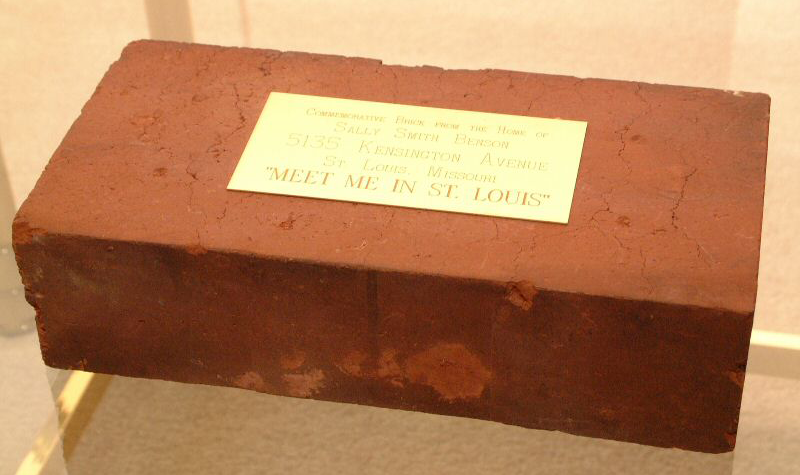 Commemorative Brick from the Home of
Sally Smith Benson
5135 Kensington Avenue
St. Louis, Missouri
"MEET ME IN ST. LOUIS"